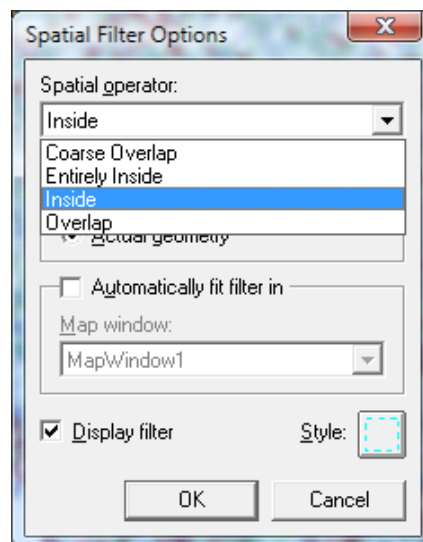 Spatial Filter Options
Spatial operator:
Inside
Coarse Overlap
Entirely Inside
Inside
Overlap
Actual geometry
Automatically fit filter in
Map window:
MapWindow1
Display filter
Style:
OK
Cancel